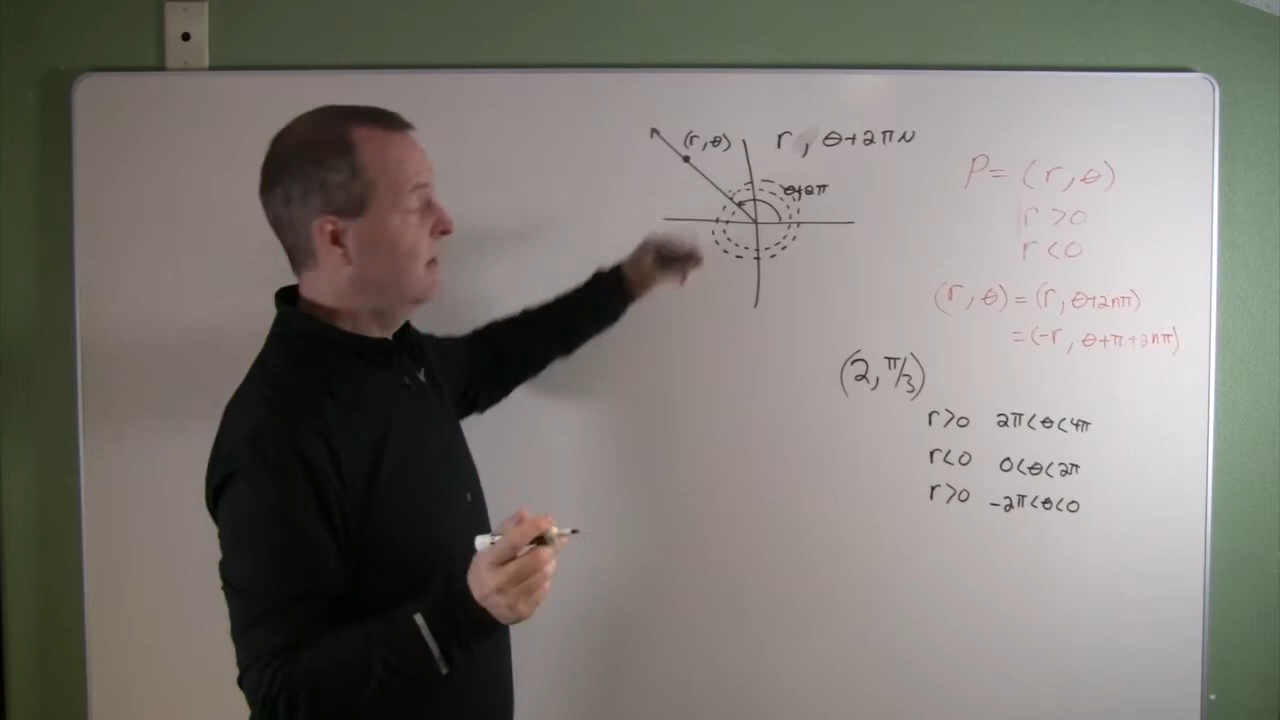 (r,θ)
r, θ+2πN
θ+2π
P= (r,θ)
r>0
r<0
(r,θ)=(r,θ+2nπ)
=(-r, θ+π+2nπ)
(2,π/3)
r>0 2π<θ<4π
r<0 0<θ<2π
r>0 -2π<θ<0